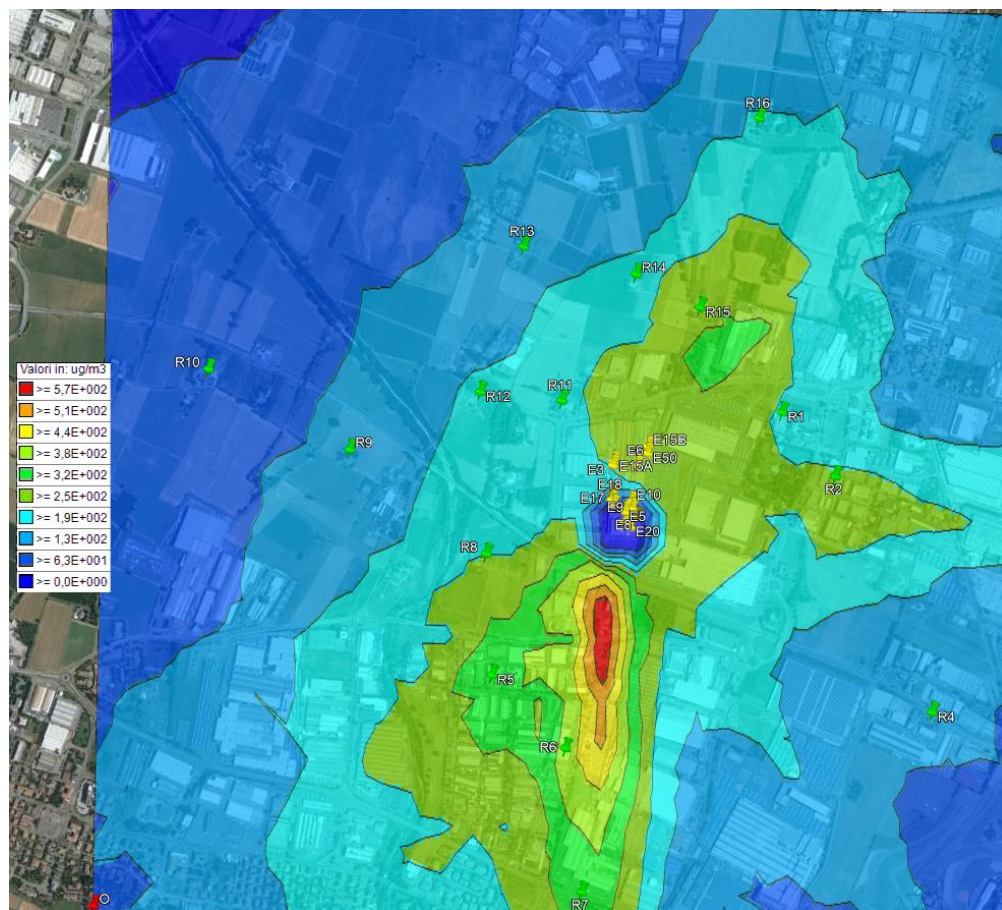 R16
R13
R14
R15
R10
Valori in: ug/m3
>= 5,7E+002
>= 5,1E+002
>= 4,4E+002
>= 3,8E+002
>= 3,2E+002
>= 2,5E+002
>= 1,9E+002
>= 1,3E+002
>= 6,3E+001
>= 0,0E+000
R12
R11
R1
R9
E15B
E6
E50
E3
E15A
R2
E18
E17
E10
E9
E5
E8
E20
R8
R5
R4
R6
R7
O